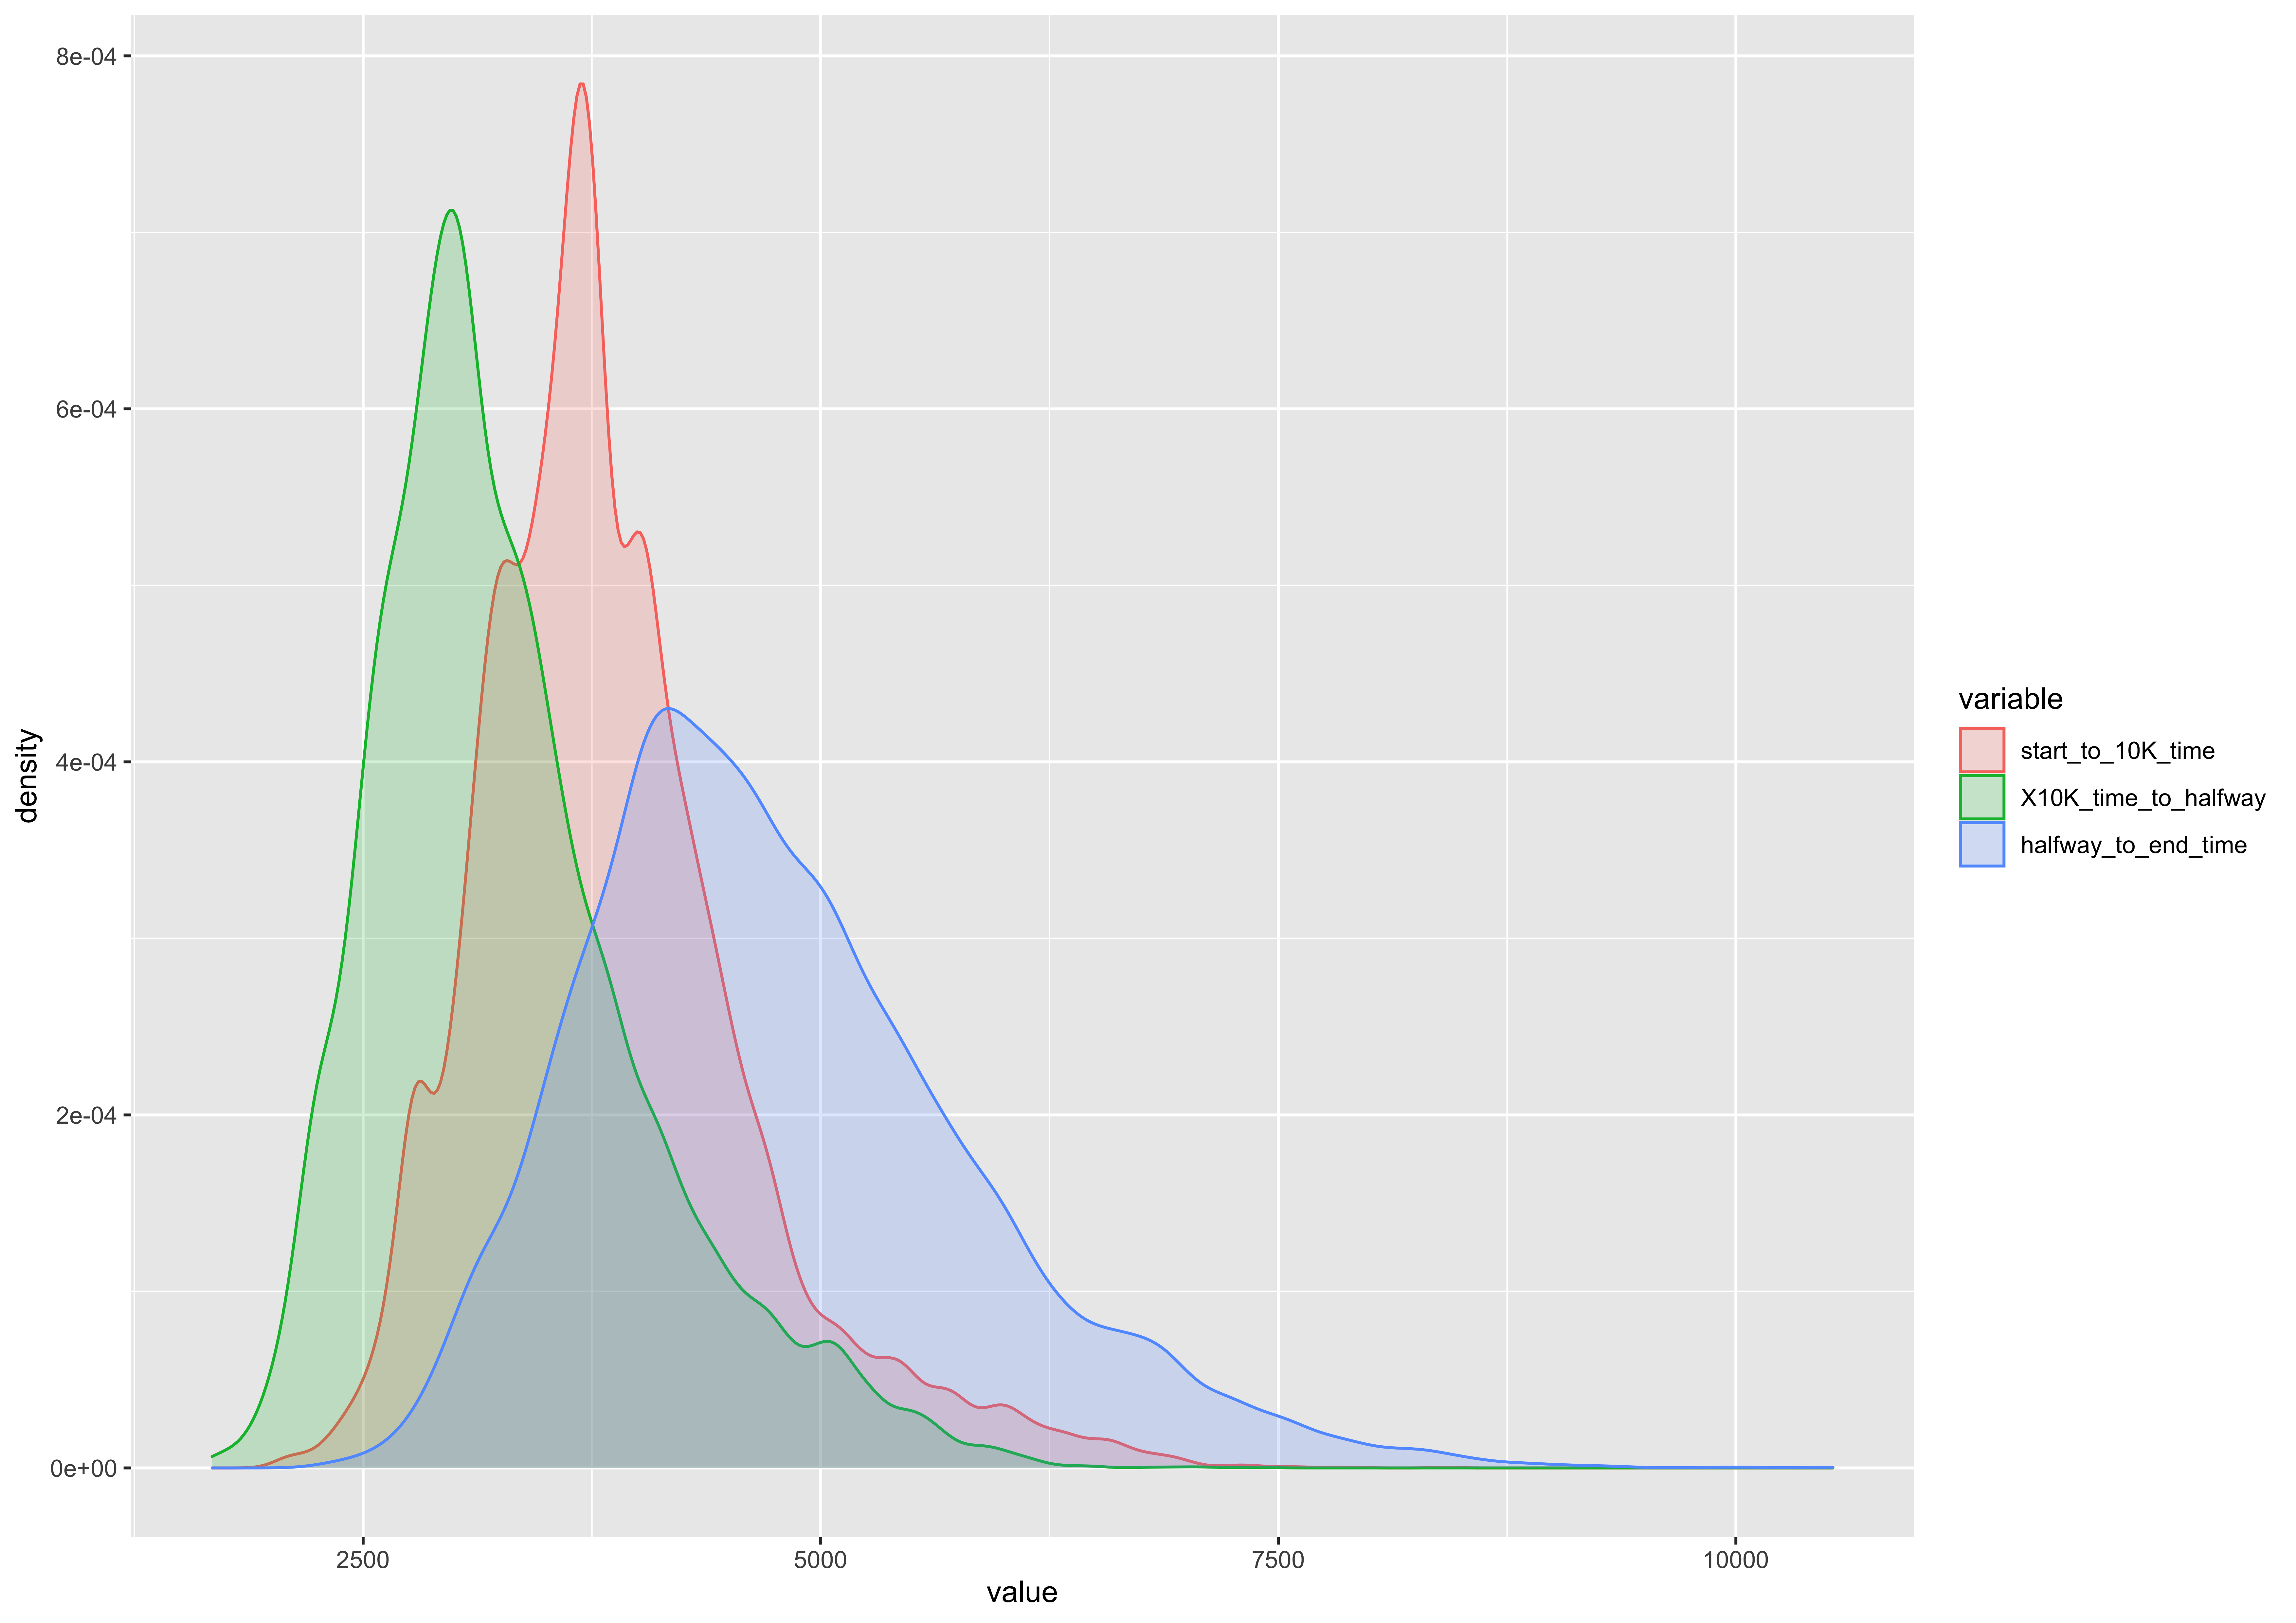 8e-04
6e-04
4e-04
2e-04
0e+00
density
2500
5000
7500
10000
value
variable
start_to_10K_time
X10K_time_to_halfway
halfway_to_end_time